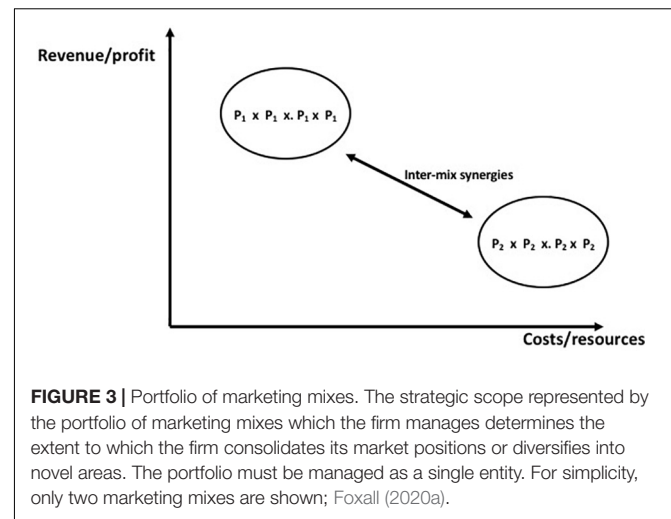 Revenue/profit
P₁ x P₁ x. P₁ x P₁
Inter-mix synergies
P₂ x P₂ x. P₂ x P₂
Costs/resources
FIGURE 3 | Portfolio of marketing mixes. The strategic scope represented by
the portfolio of marketing mixes which the firm manages determines the
extent to which the firm consolidates its market positions or diversifies into
novel areas. The portfolio must be managed as a single entity. For simplicity,
only two marketing mixes are shown; Foxall (2020a).